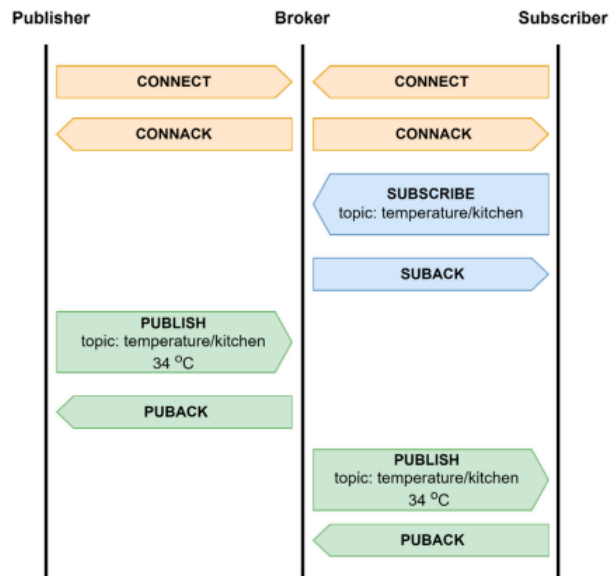 Publisher
Broker
Subscriber
CONNECT
CONNECT
CONNACK
CONNACK
SUBSCRIBE
topic: temperature/kitchen
SUBACK
PUBLISH
topic: temperature/kitchen
34 °C
PUBACK
PUBLISH
topic: temperature/kitchen
34 °C
PUBACK